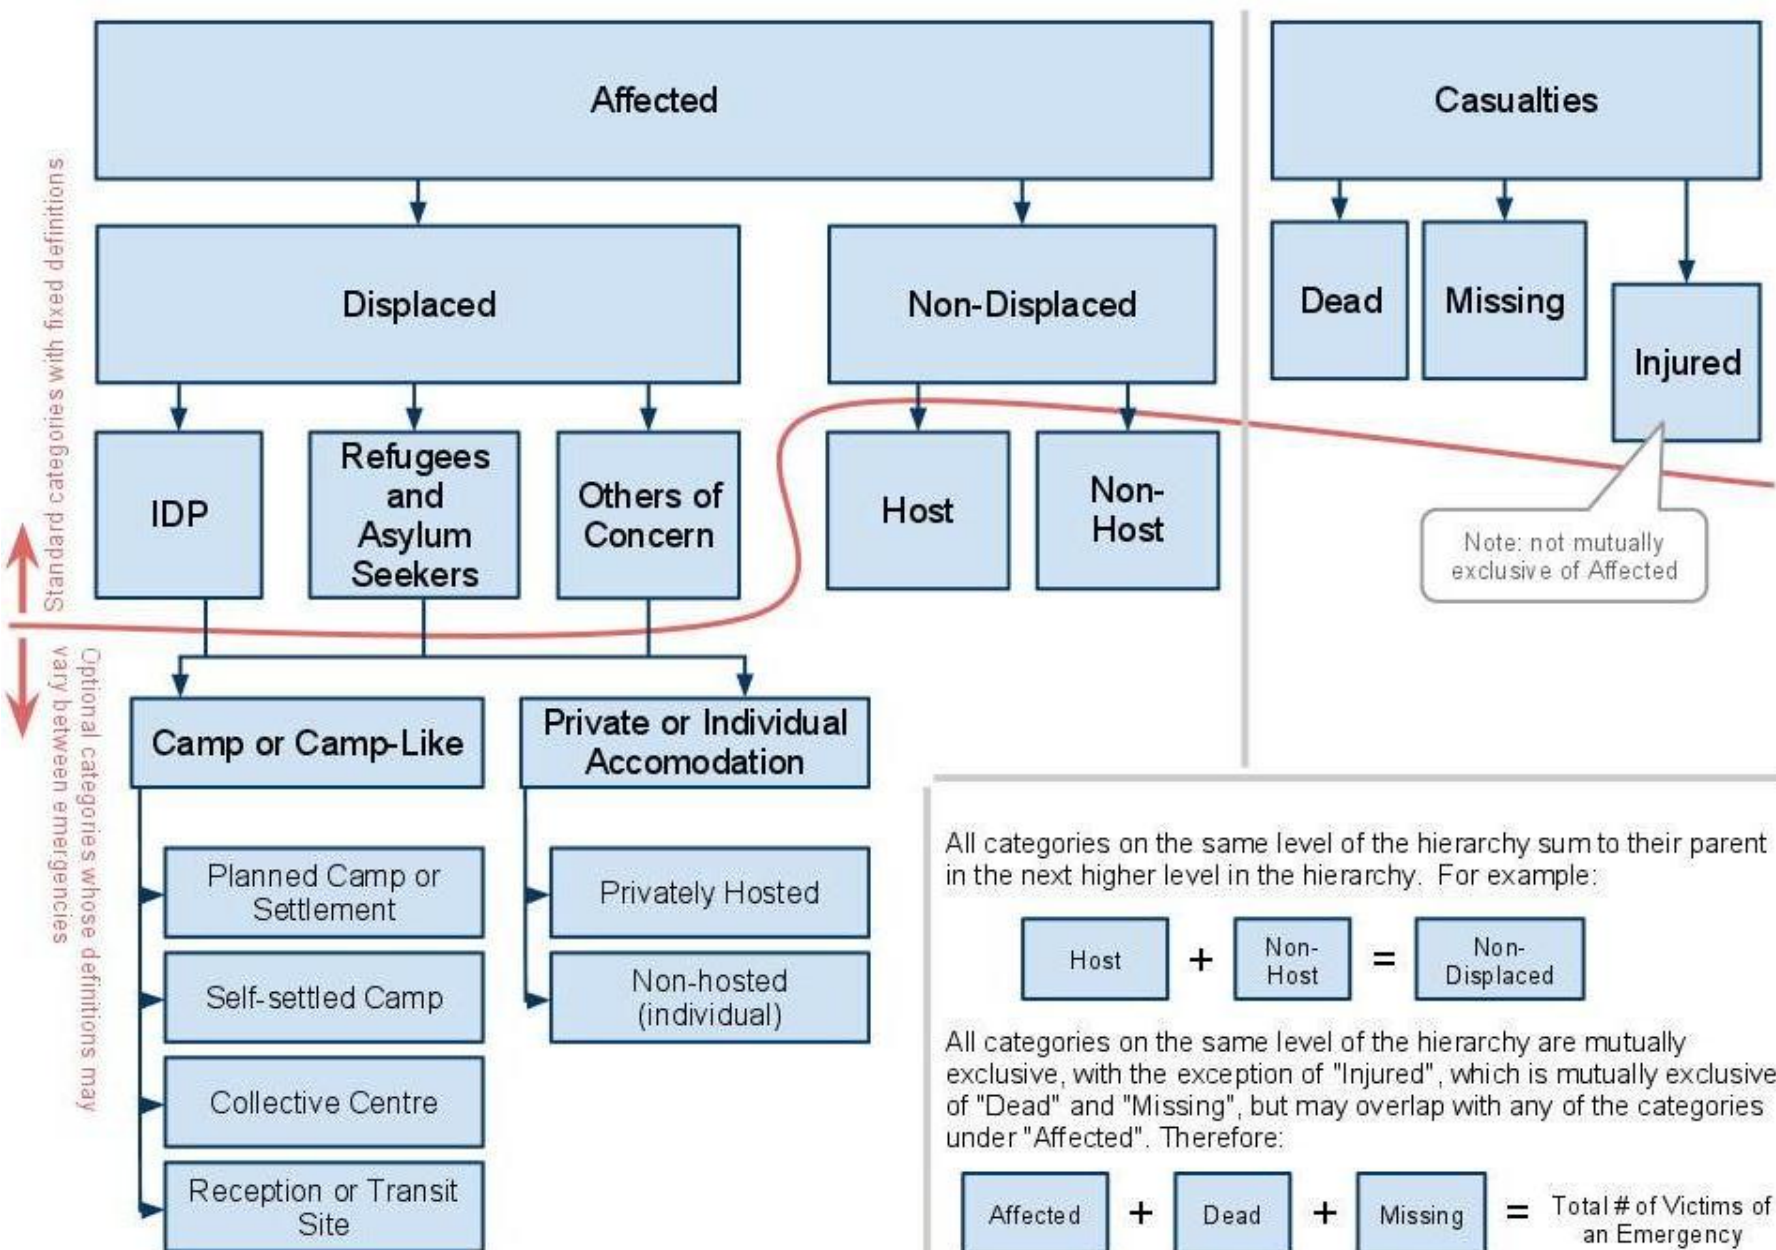 Affected
Casualties
Standard categories with fixed definitions
Displaced
Non-Displaced
Dead
Missing
Injured
IDP
Refugees
and
Asylum
Seekers
Others of
Concern
Host
Non-
Host
Note: not mutually
exclusive of Affected
Optional categories whose definitions may
vary between emergencies
Camp or Camp-Like
Private or Individual
Accomodation
Planned Camp or
Settlement
Self-settled Camp
Collective Centre
Reception or Transit
Site
Privately Hosted
Non-hosted
(individual)
All categories on the same level of the hierarchy sum to their parent
in the next higher level in the hierarchy. For example:
Host + Non-
Host = Non-
Displaced
All categories on the same level of the hierarchy are mutually
exclusive, with the exception of "Injured", which is mutually exclusive
of "Dead" and "Missing", but may overlap with any of the categories
under "Affected". Therefore:
Affected + Dead + Missing = Total # of Victims of
an Emergency